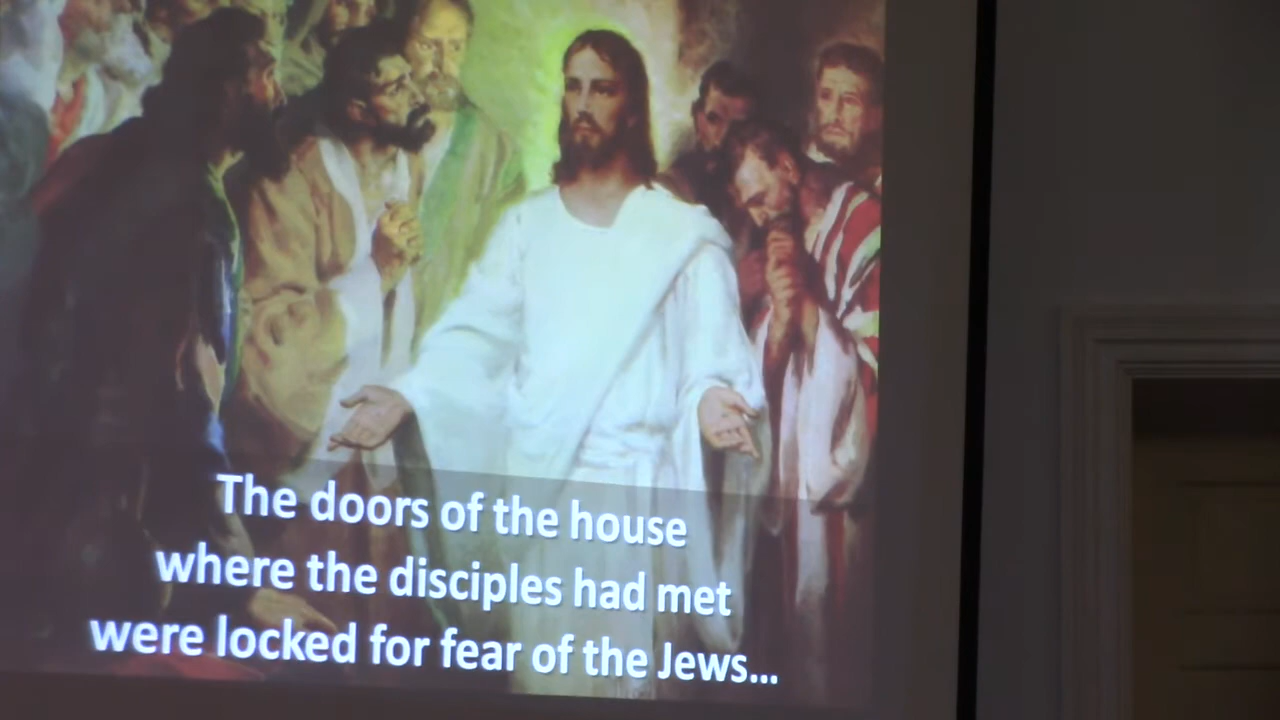 The doors of the house
where the disciples had met
were locked for fear of the Jews...